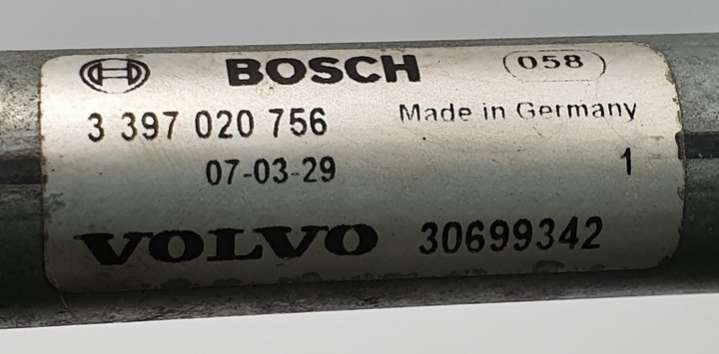 BOSCH 058
3 397 020 756 Made in Germany
07-03-29 1
VOLVO 30699342